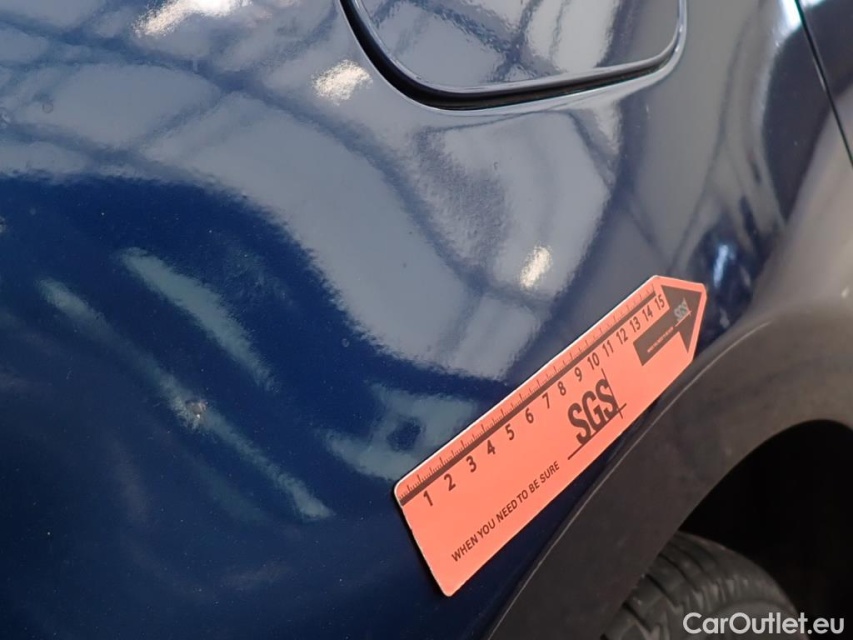 1 2 3 4 5 6 7 8 9 10 11 12 13 14 15
SGS
WHEN YOU NEED TO BE SURE
SGS
CarOutlet.eu